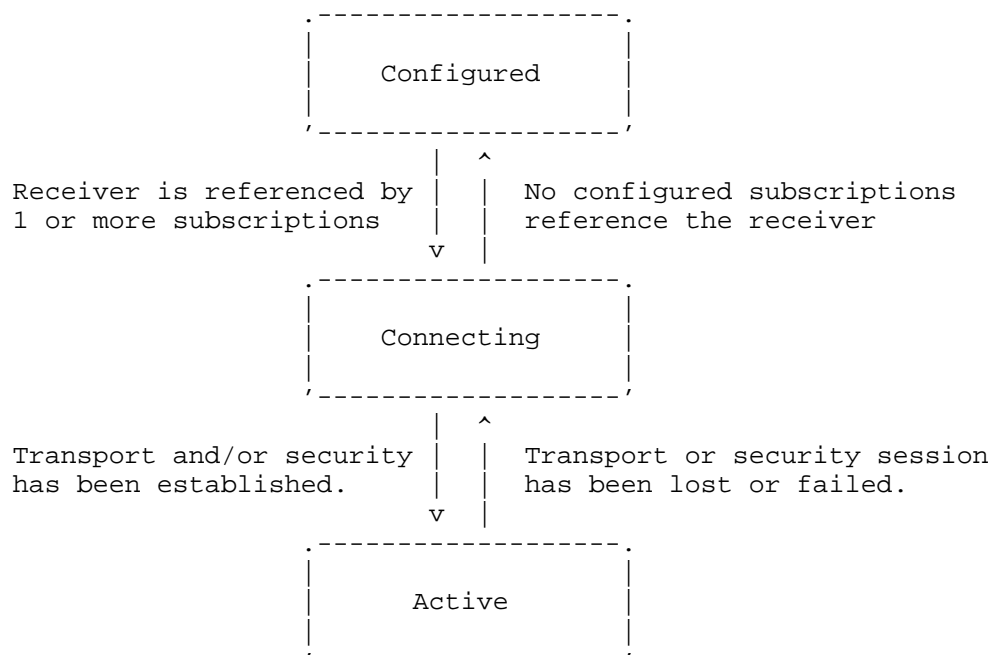 Configured
Receiver is referenced by
1 or more subscriptions
No configured subscriptions
reference the receiver
Connecting
Transport and/or security
has been established.
Transport or security session
has been lost or failed.
Active